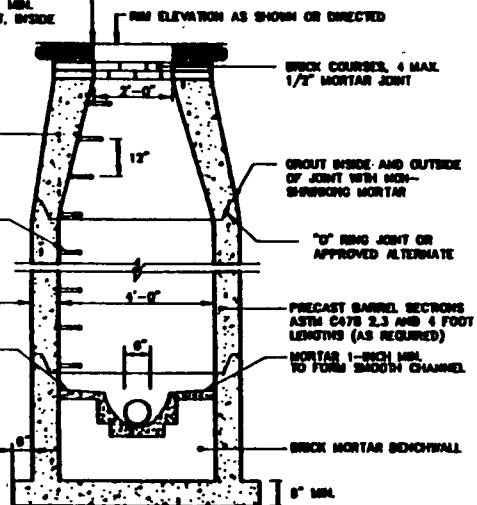 MIN.
T. INSIDE
RIM ELEVATION AS SHOWN OR DIRECTED
BRICK COURSES, 4 MAX.
1/2" MORTAR JOINT
2'-0"
12"
GROUT INSIDE AND OUTSIDE
OF JOINT WITH NON-
SHRINKING MORTAR
"O" RING JOINT OR
APPROVED ALTERNATE
4'-0"
PRECAST BARREL SECTIONS
ASTM C478 2,3 AND 4 FOOT
LENGTHS (AS REQUIRED)
6"
MORTAR 1-INCH MIN.
TO FORM SMOOTH CHANNEL
BRICK MORTAR BENCHWALL
6"
8" MIN.